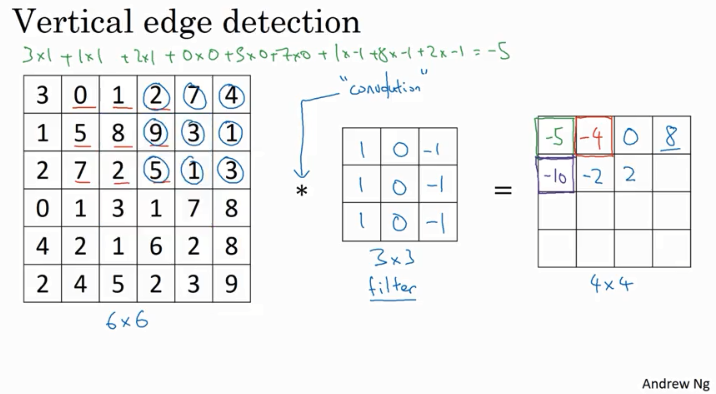 Vertical edge detection
3×1 + 1×1 + 2×1 + 0×0 + 5×0 + 7×0 + 1×-1 + 8×-1 + 2×-1 = -5
"convolution"
3 0 1 2 7 4
1 5 8 9 3 1
2 7 2 5 1 3
0 1 3 1 7 8
4 2 1 6 2 8
2 4 5 2 3 9
6×6
*
1 0 -1
1 0 -1
1 0 -1
3×3
filter
=
-5 -4 0 8
-10 -2 2
4×4
Andrew Ng